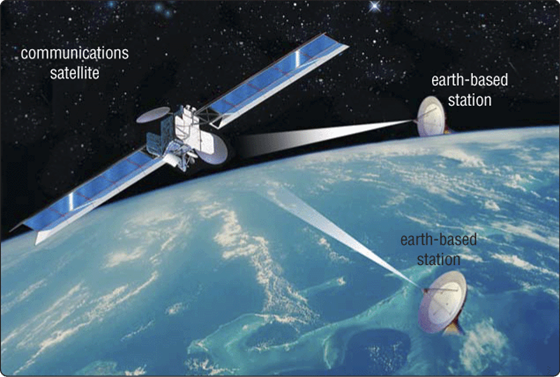 communications
satellite
earth-based
station
earth-based
station